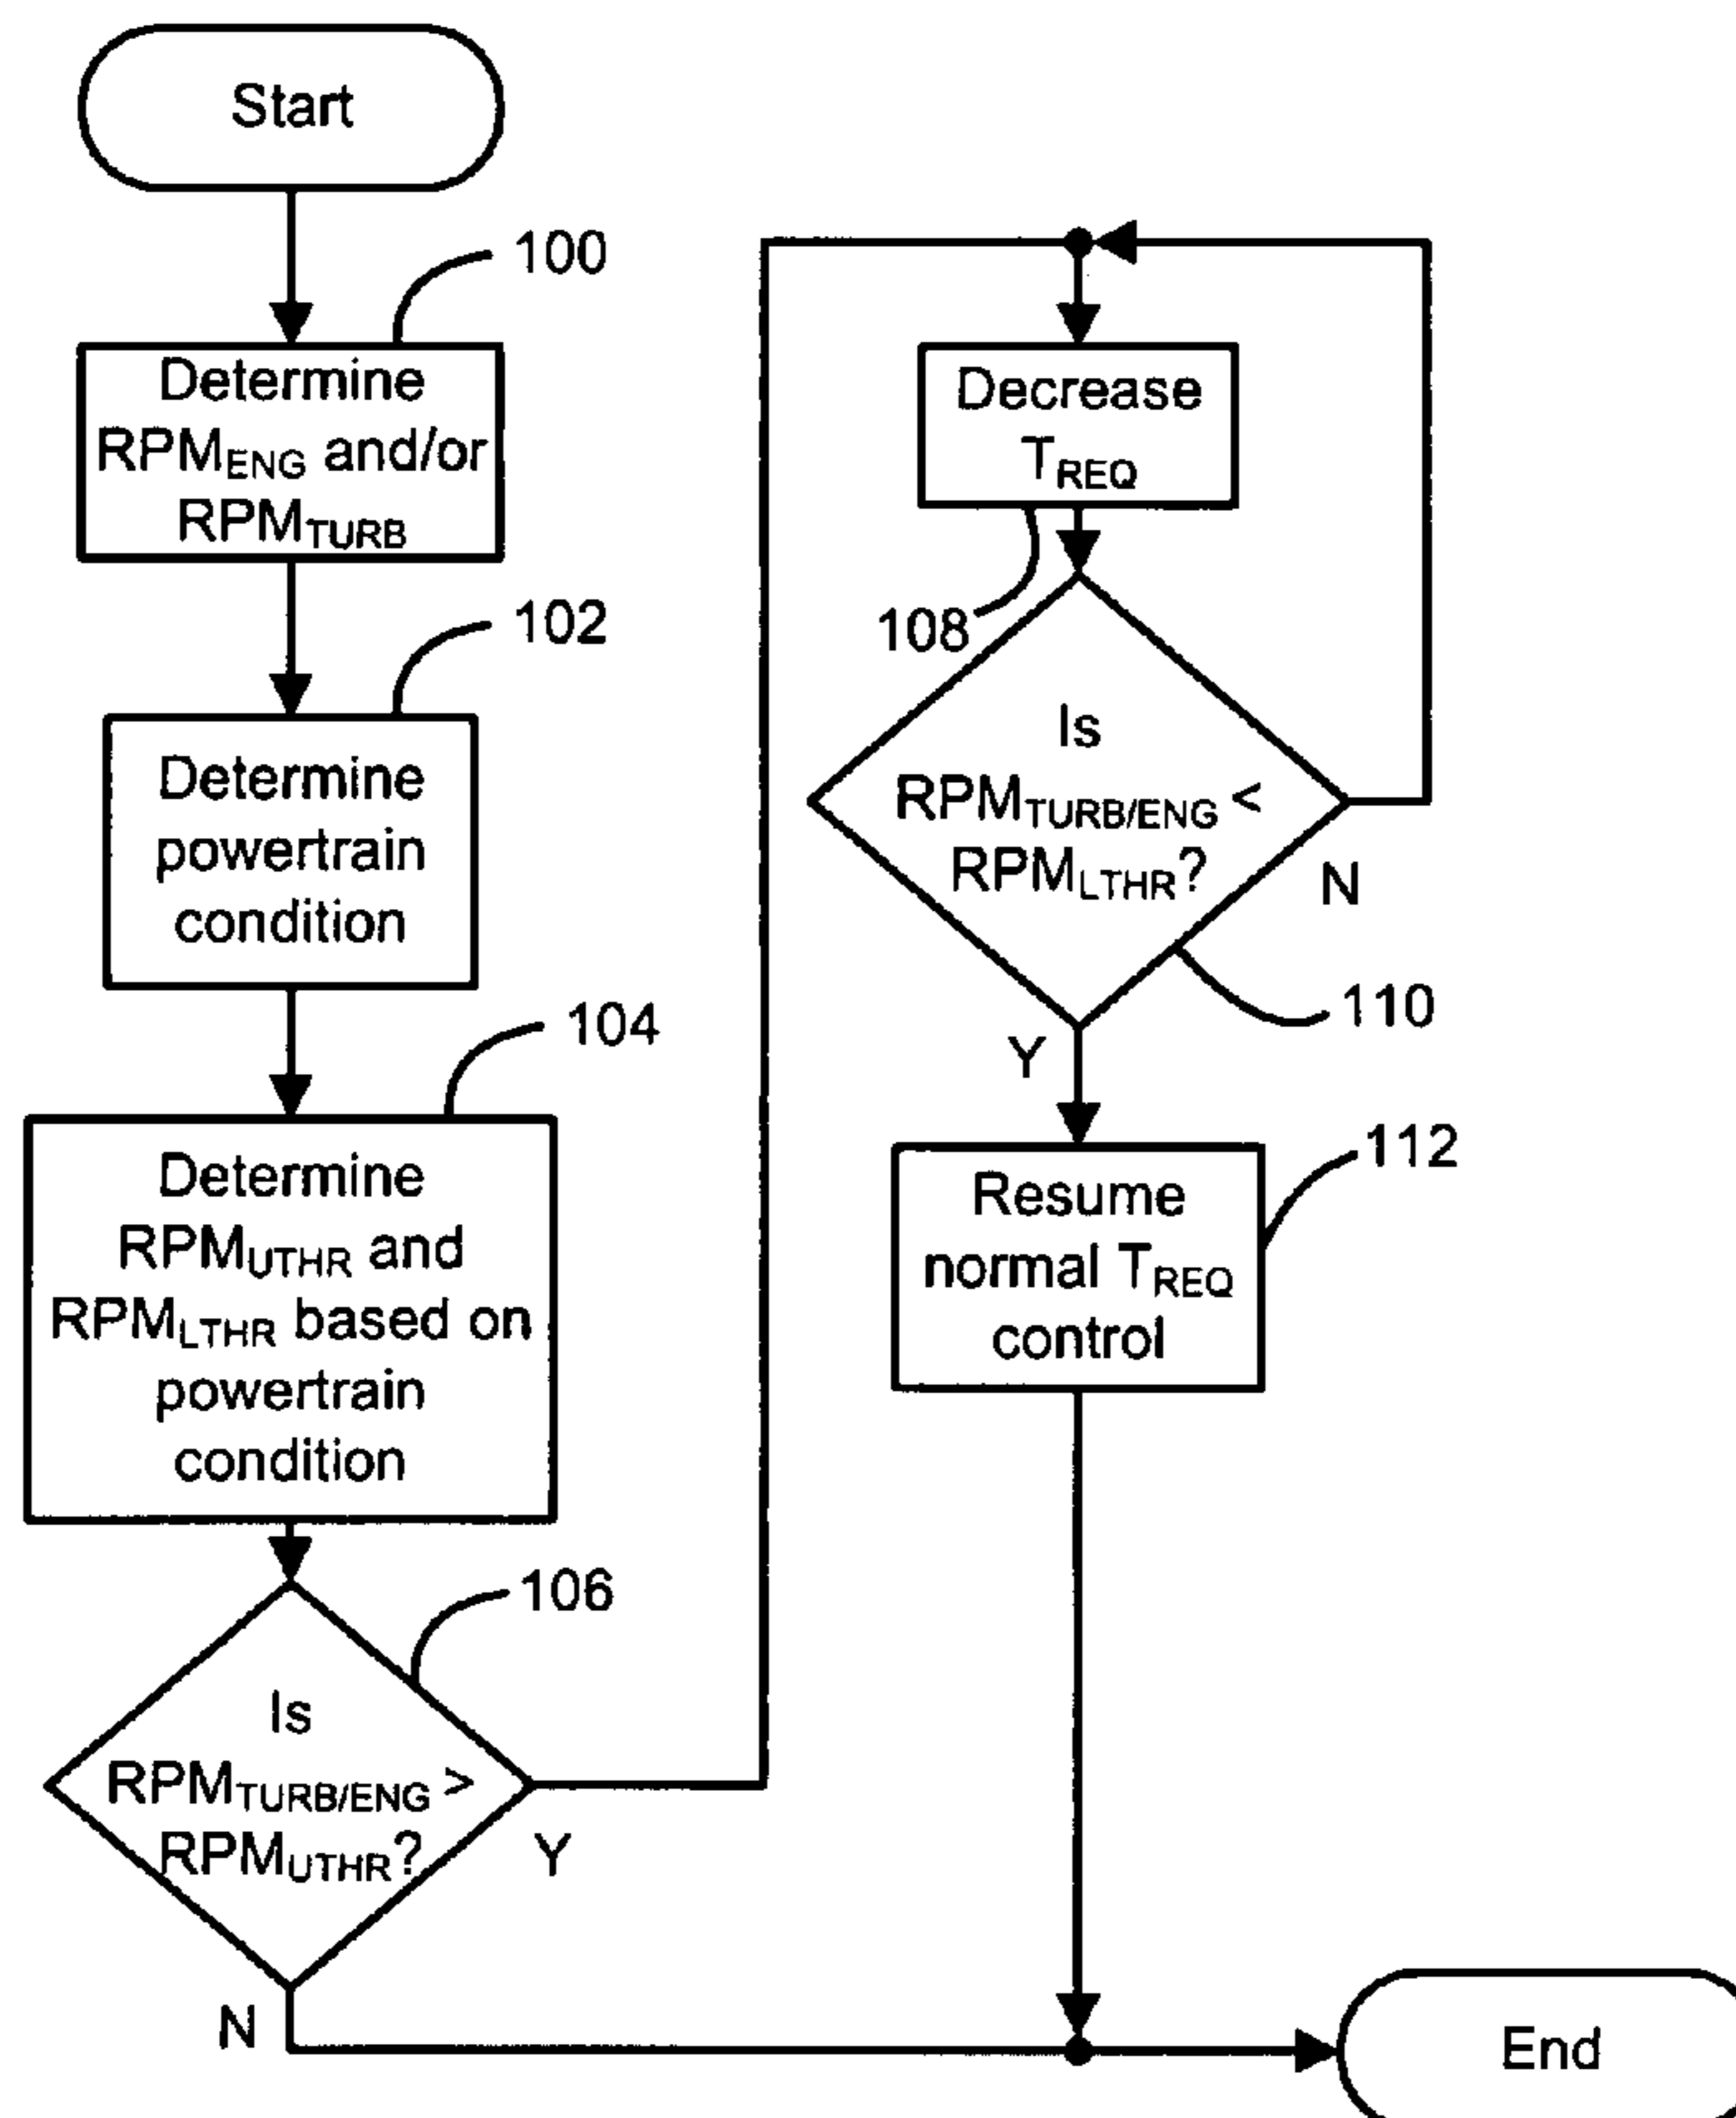 Start
100
Determine
RPMENG and/or
RPMTURB
102
Determine
powertrain
condition
104
Determine
RPMUTHR and
RPMLTHR based on
powertrain
condition
106
Is
RPMTURB/ENG >
RPMUTHR?
Y
N
Decrease
TREQ
108
Is
RPMTURB/ENG <
RPMLTHR?
N
110
Y
112
Resume
normal TREQ
control
End